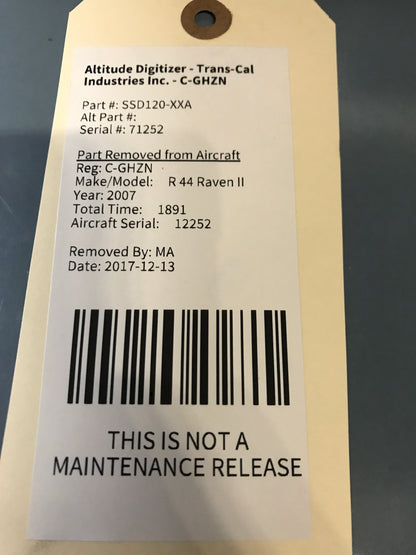 Altitude Digitizer - Trans-Cal
Industries Inc. - C-GHZN
Part #: SSD120-XXA
Alt Part #:
Serial #: 71252
Part Removed from Aircraft
Reg: C-GHZN
Make/Model: R 44 Raven II
Year: 2007
Total Time: 1891
Aircraft Serial: 12252
Removed By: MA
Date: 2017-12-13
THIS IS NOT A
MAINTENANCE RELEASE